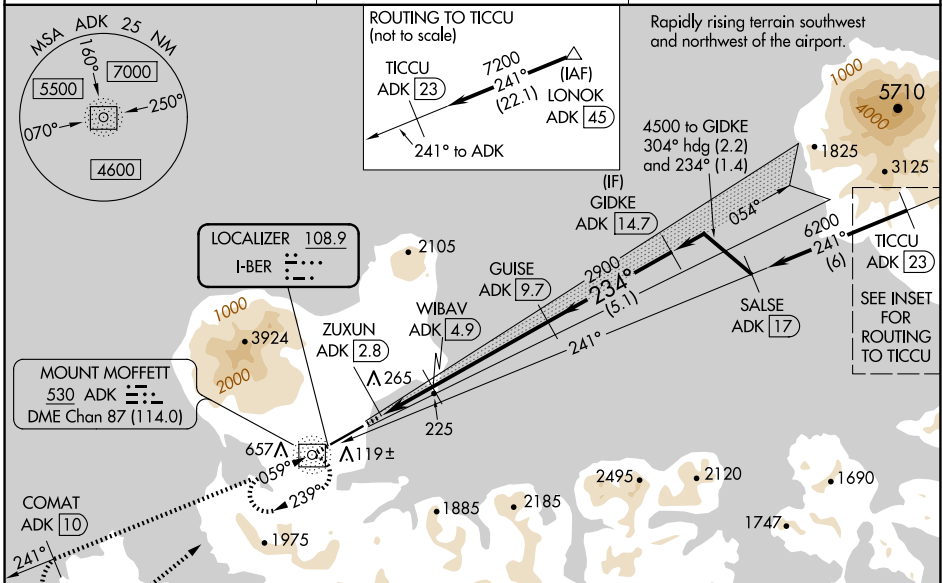 MSA ADK 25 NM
160°
7000
5500
250°
070°
4600
ROUTING TO TICCU
(not to scale)
TICCU
ADK 23
7200
241°
(22.1)
(IAF)
LONOK
ADK 45
241° to ADK
Rapidly rising terrain southwest
and northwest of the airport.
1000
5710
4000
1825
3125
4500 to GIDKE
304° hdg (2.2)
and 234° (1.4)
(IF)
GIDKE
ADK 14.7
054°
6200
241°
(6)
TICCU
ADK 23
SEE INSET
FOR
ROUTING
TO TICCU
SALSE
ADK 17
LOCALIZER 108.9
I-BER
2105
2900
234°
(5.1)
GUISE
ADK 9.7
241°
WIBAV
ADK 4.9
ZUXUN
ADK 2.8
1000
3924
2000
265
225
MOUNT MOFFETT
530 ADK
DME Chan 87 (114.0)
657
119±
059°
239°
COMAT
ADK 10
241°
1975
1885
2185
2495
2120
1690
1747